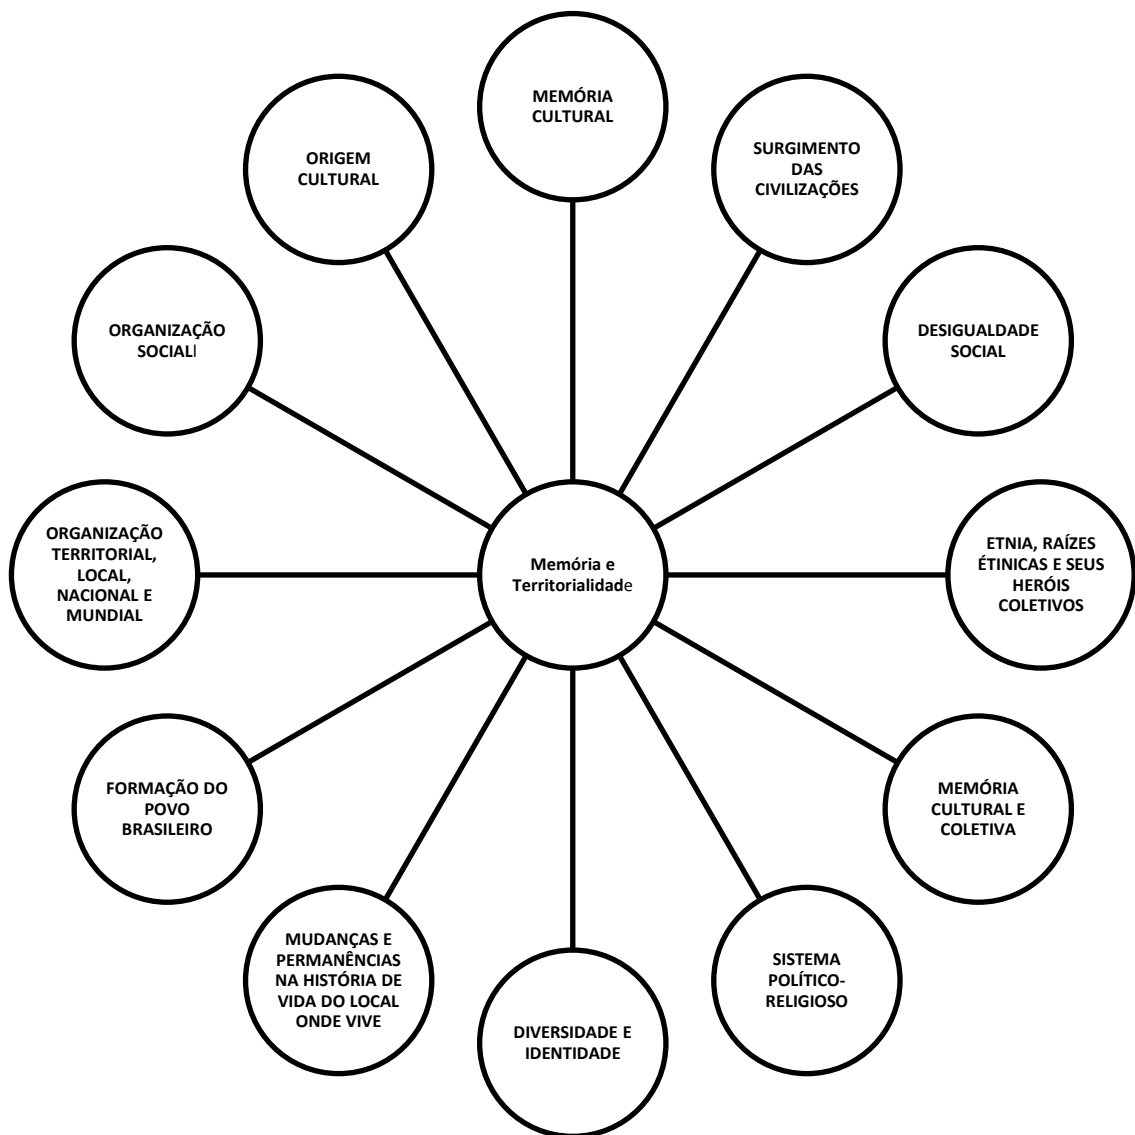 MEMÓRIA
CULTURAL
SURGIMENTO
DAS
CIVILIZAÇÕES
DESIGUALDADE
SOCIAL
ETNIA, RAÍZES
ÉTINICAS E SEUS
HERÓIS
COLETIVOS
MEMÓRIA
CULTURAL E
COLETIVA
SISTEMA
POLÍTICO-
RELIGIOSO
DIVERSIDADE E
IDENTIDADE
MUDANÇAS E
PERMANÊNCIAS
NA HISTÓRIA DE
VIDA DO LOCAL
ONDE VIVE
FORMAÇÃO DO
POVO
BRASILEIRO
ORGANIZAÇÃO
TERRITORIAL,
LOCAL,
NACIONAL E
MUNDIAL
ORGANIZAÇÃO
SOCIALl
ORIGEM
CULTURAL
Memória e
Territorialidade